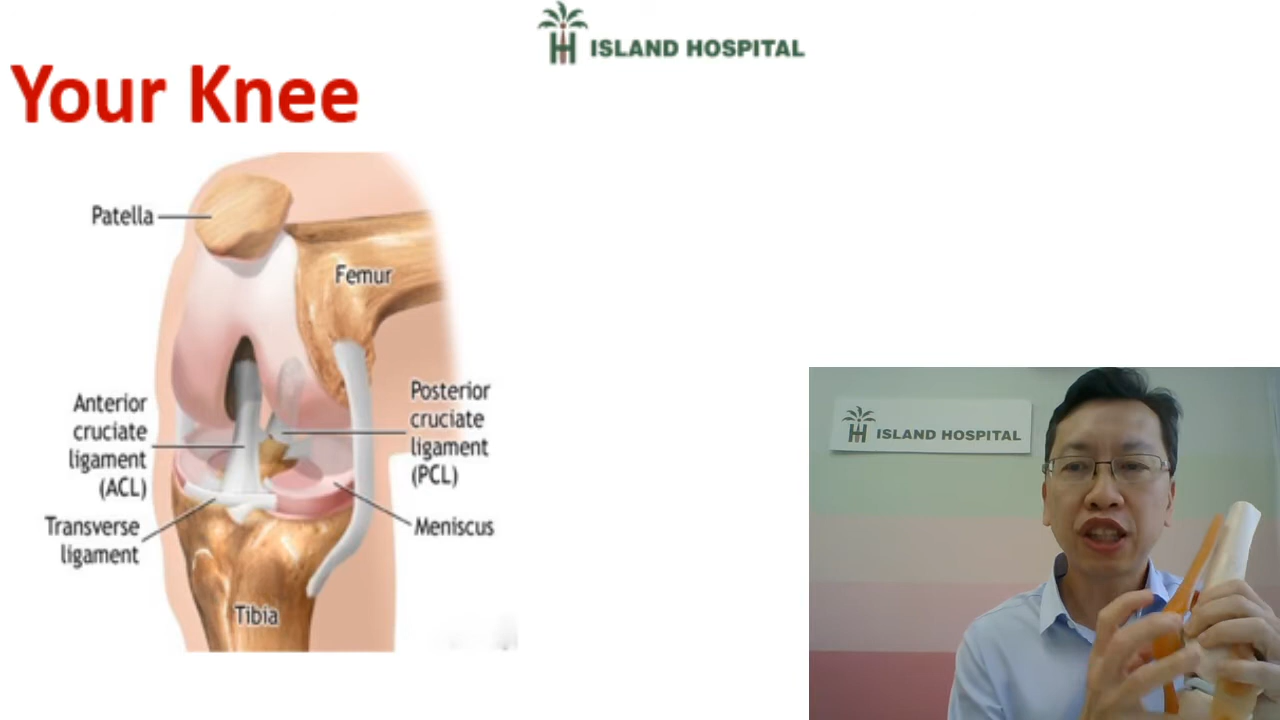 ISLAND HOSPITAL
Your Knee
Patella
Femur
Anterior
cruciate
ligament
(ACL)
Posterior
cruciate
ligament
(PCL)
Transverse
ligament
Meniscus
Tibia
ISLAND HOSPITAL